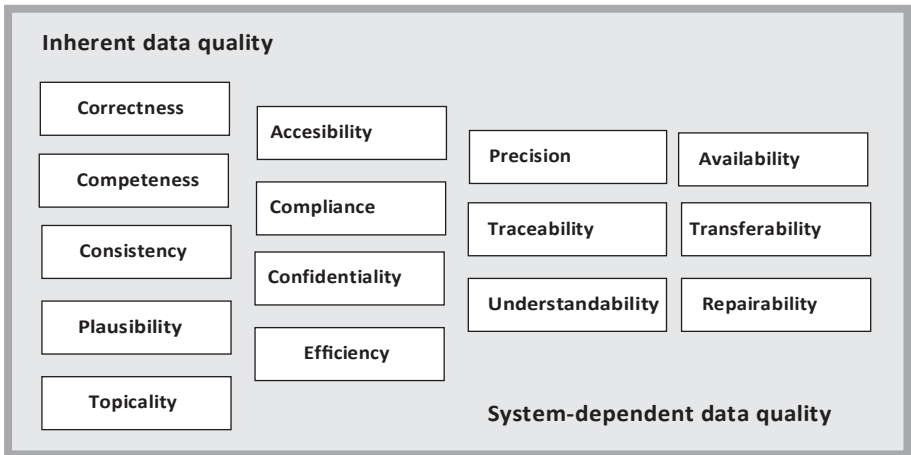 Inherent data quality
Correctness
Competeness
Consistency
Plausibility
Topicality
Accesibility
Compliance
Confidentiality
Efficiency
Precision
Traceability
Understandability
Availability
Transferability
Repairability
System-dependent data quality